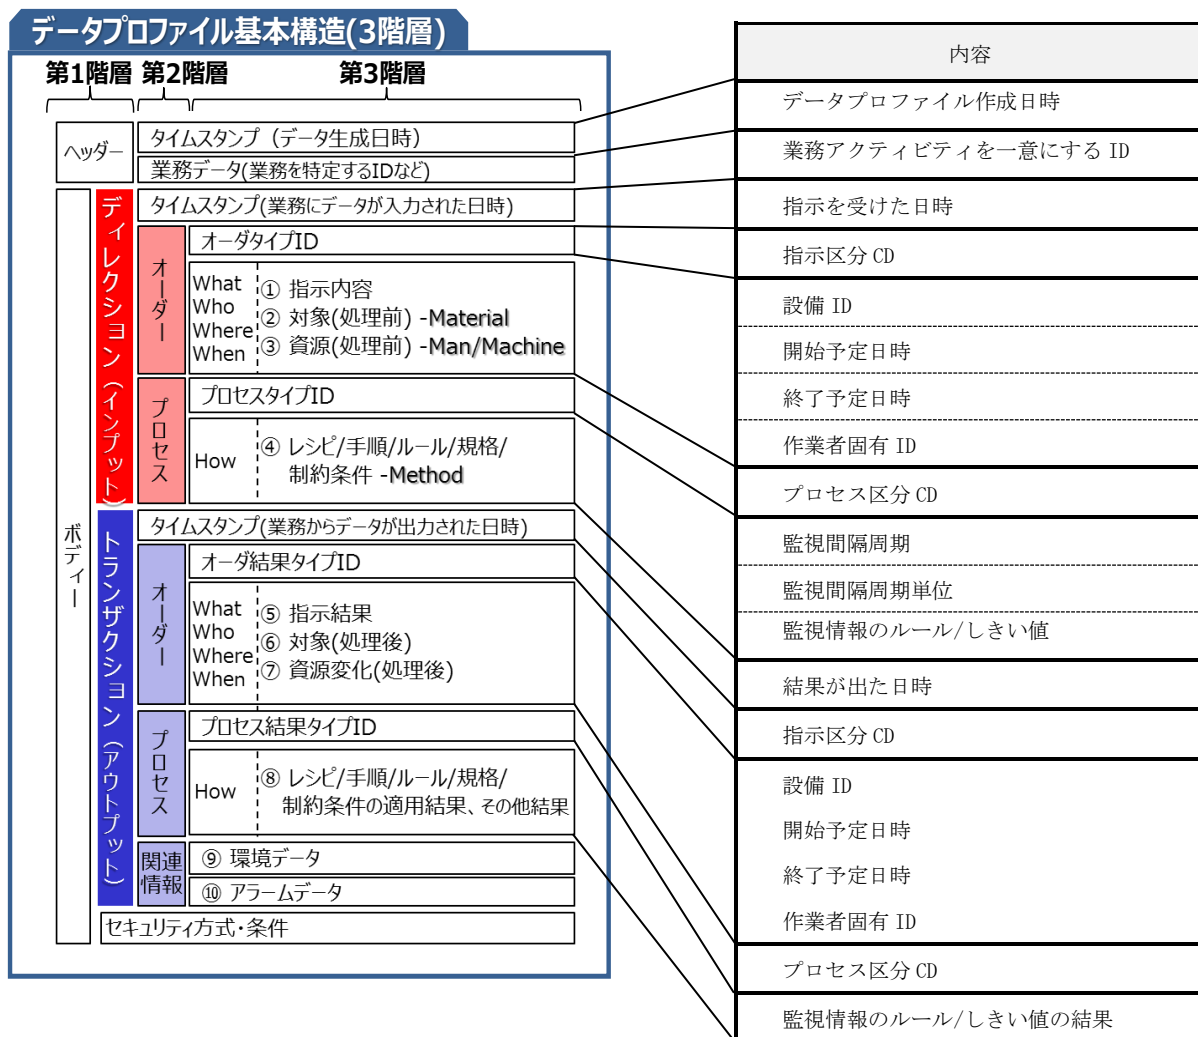 データプロファイル基本構造(3階層)
第1階層 第2階層 第3階層
ヘッダー
タイムスタンプ（データ生成日時）
業務データ(業務を特定するIDなど)
ボディー
ディレクション（インプット）
タイムスタンプ(業務にデータが入力された日時)
オーダー
オーダタイプID
What
Who
Where
When
① 指示内容
② 対象(処理前) -Material
③ 資源(処理前) -Man/Machine
プロセス
プロセスタイプID
How
④ レシピ/手順/ルール/規格/
制約条件 -Method
トランザクション（アウトプット）
タイムスタンプ(業務からデータが出力された日時)
オーダー
オーダ結果タイプID
What
Who
Where
When
⑤ 指示結果
⑥ 対象(処理後)
⑦ 資源変化(処理後)
プロセス
プロセス結果タイプID
How
⑧ レシピ/手順/ルール/規格/
制約条件の適用結果、その他結果
関連
情報
⑨ 環境データ
⑩ アラームデータ
セキュリティ方式・条件
内容
データプロファイル作成日時
業務アクティビティを一意にする ID
指示を受けた日時
指示区分 CD
設備 ID
開始予定日時
終了予定日時
作業者固有 ID
プロセス区分 CD
監視間隔周期
監視間隔周期単位
監視情報のルール/しきい値
結果が出た日時
指示区分 CD
設備 ID
開始予定日時
終了予定日時
作業者固有 ID
プロセス区分 CD
監視情報のルール/しきい値の結果